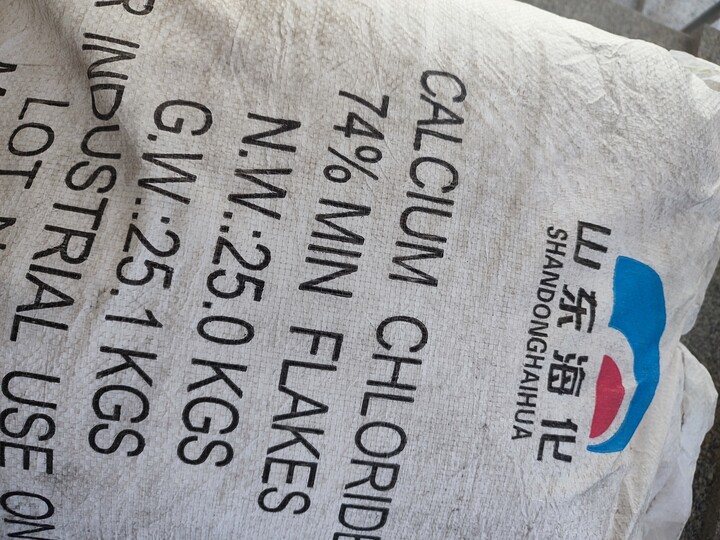 山东海化
SHANDONGHAIHUA
CALCIUM CHLORIDE
74% MIN FLAKES
N.W.:25.0 KGS
G.W.:25.1 KGS
INDUSTRIAL USE
LOT